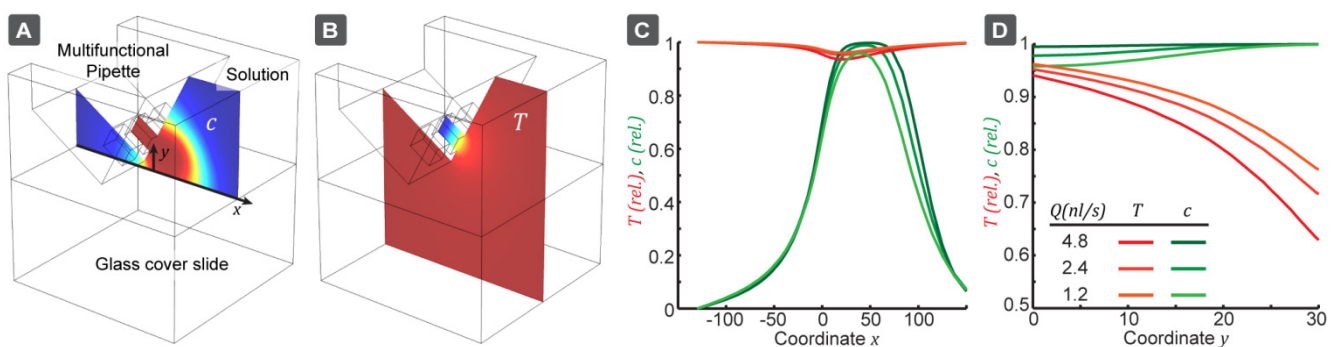 A
Multifunctional
Pipette
Solution
c
y
x
Glass cover slide
B
T
C
T (rel.), c (rel.)
1
0.8
0.6
0.4
0.2
0
-100 -50 0 50 100
Coordinate x
D
T (rel.), c (rel.)
1
0.9
0.8
0.7
0.6
0.5
Q(nl/s) T c
4.8
2.4
1.2
0 10 20 30
Coordinate y